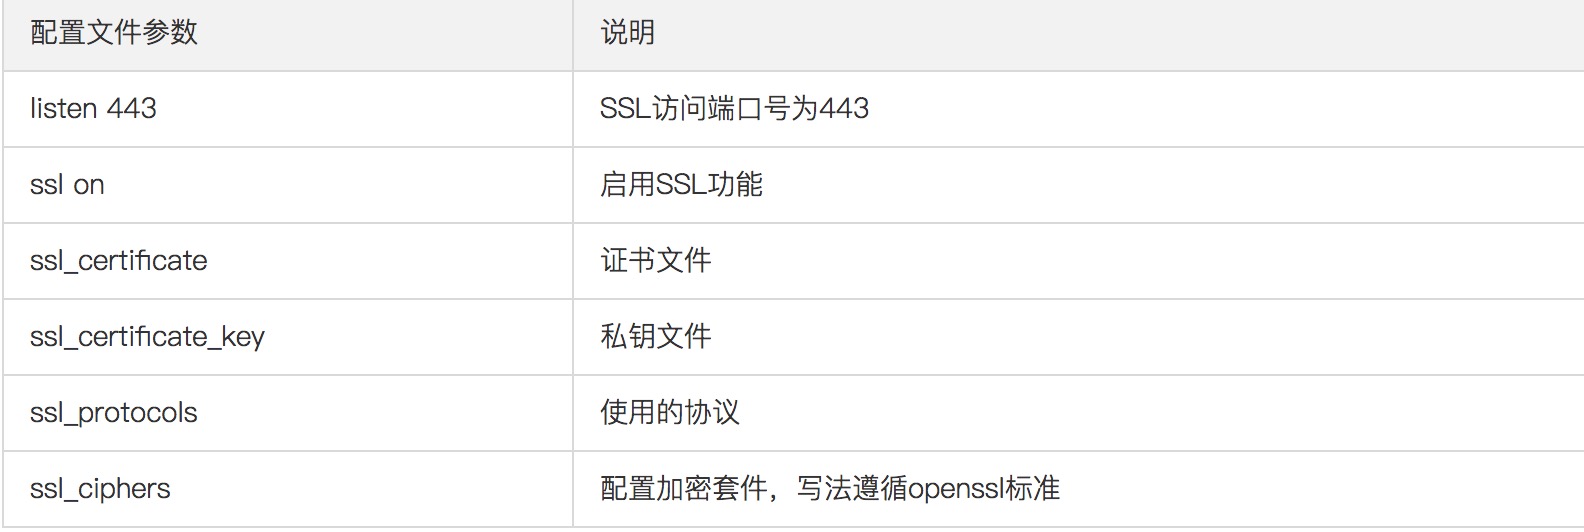 配置文件参数 说明
listen 443 SSL访问端口号为443
ssl on 启用SSL功能
ssl_certificate 证书文件
ssl_certificate_key 私钥文件
ssl_protocols 使用的协议
ssl_ciphers 配置加密套件，写法遵循openssl标准